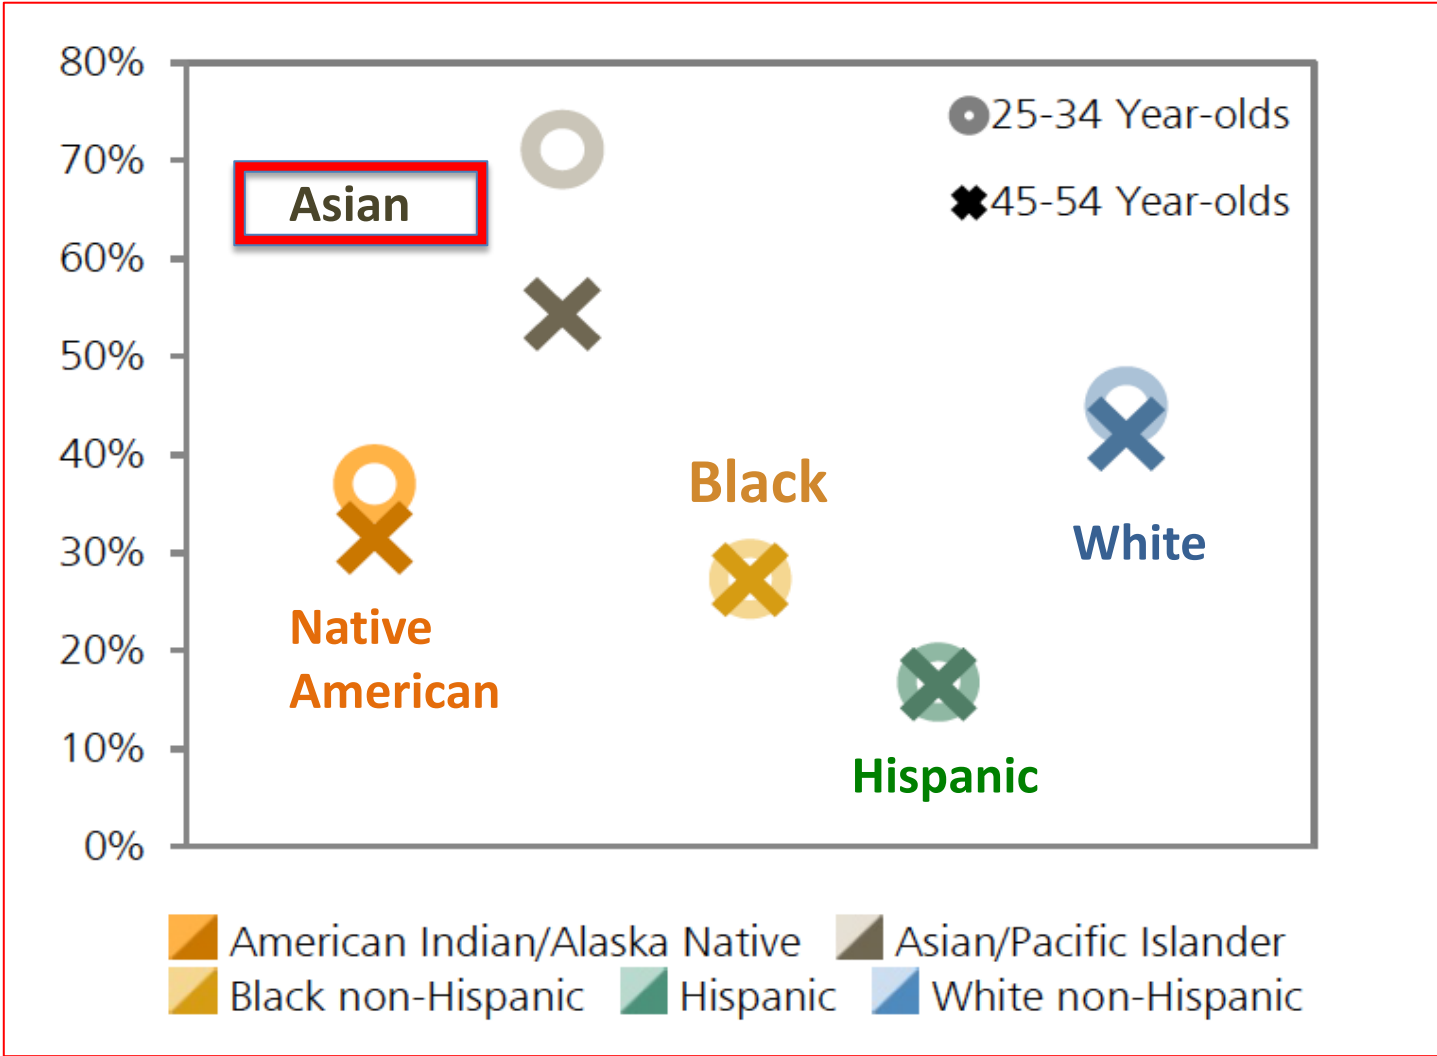 80%
25-34 Year-olds
70%
Asian
45-54 Year-olds
60%
50%
40%
Black
White
30%
Native
American
20%
10%
Hispanic
0%
American Indian/Alaska Native
Asian/Pacific Islander
Black non-Hispanic
Hispanic
White non-Hispanic